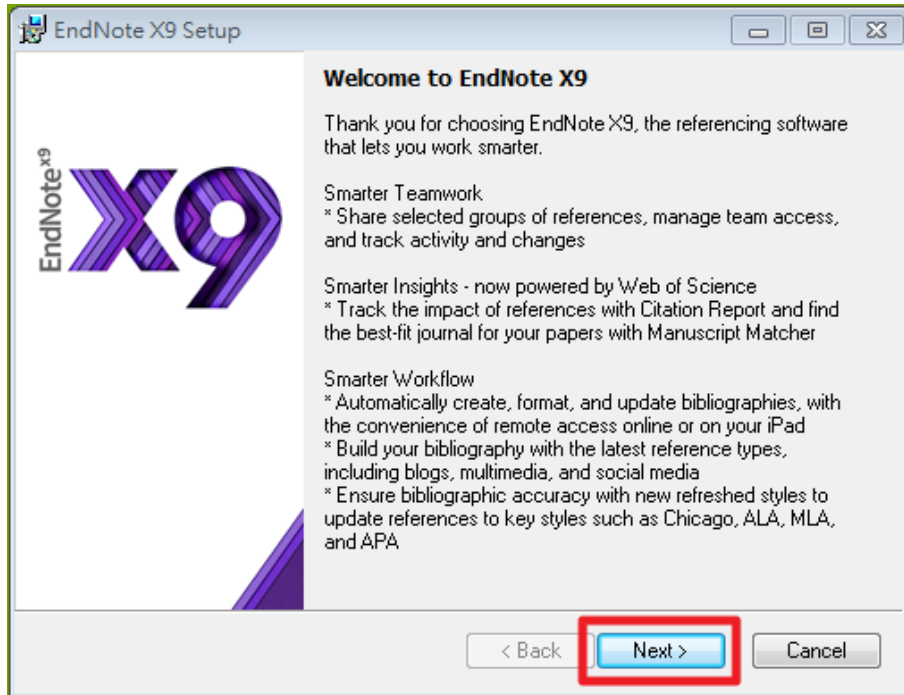 EndNote X9 Setup
EndNote x9
X9
Welcome to EndNote X9
Thank you for choosing EndNote X9, the referencing software
that lets you work smarter.
Smarter Teamwork
* Share selected groups of references, manage team access,
and track activity and changes
Smarter Insights - now powered by Web of Science
* Track the impact of references with Citation Report and find
the best-fit journal for your papers with Manuscript Matcher
Smarter Workflow
* Automatically create, format, and update bibliographies, with
the convenience of remote access online or on your iPad
* Build your bibliography with the latest reference types,
including blogs, multimedia, and social media
* Ensure bibliographic accuracy with new refreshed styles to
update references to key styles such as Chicago, ALA, MLA,
and APA
< Back
Next >
Cancel